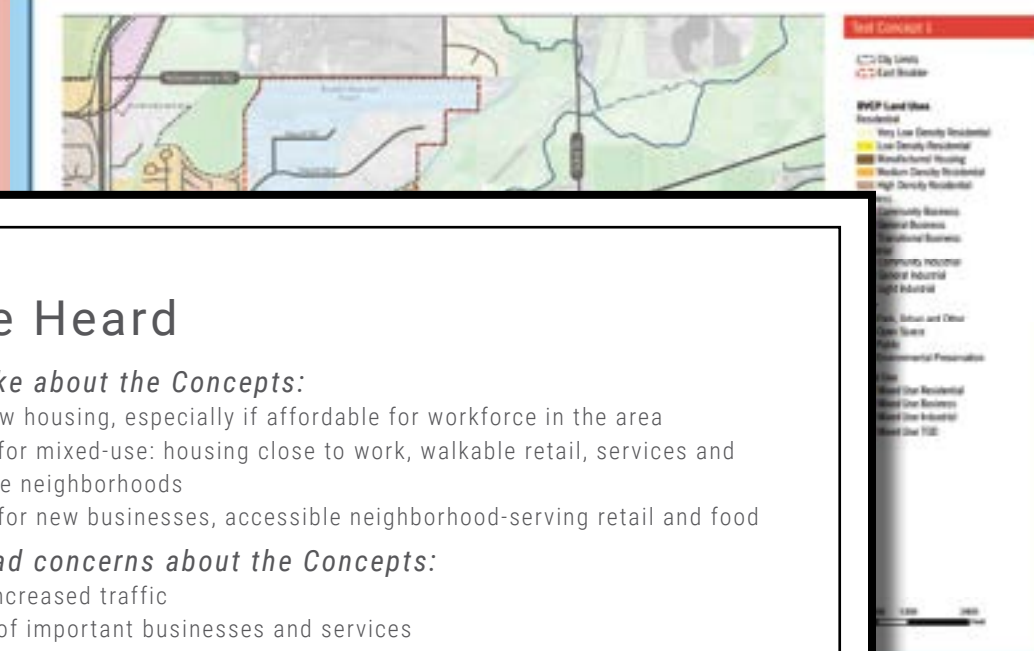 Test Concept 1
City Limits
East Boulder
BVCP Land Uses
Residential
Very Low Density Residential
Low Density Residential
Manufactured Housing
Medium Density Residential
High Density Residential
Community Business
General Business
Transitional Business
Community Industrial
General Industrial
Light Industrial
Park, Urban and Other
Open Space
Public
Environmental Preservation
Mixed Use Residential
Mixed Use Business
Mixed Use Industrial
Mixed Use TOD
e Heard
ke about the Concepts:
w housing, especially if affordable for workforce in the area
for mixed-use: housing close to work, walkable retail, services and
e neighborhoods
for new businesses, accessible neighborhood-serving retail and food
ad concerns about the Concepts:
ncreased traffic
of important businesses and services